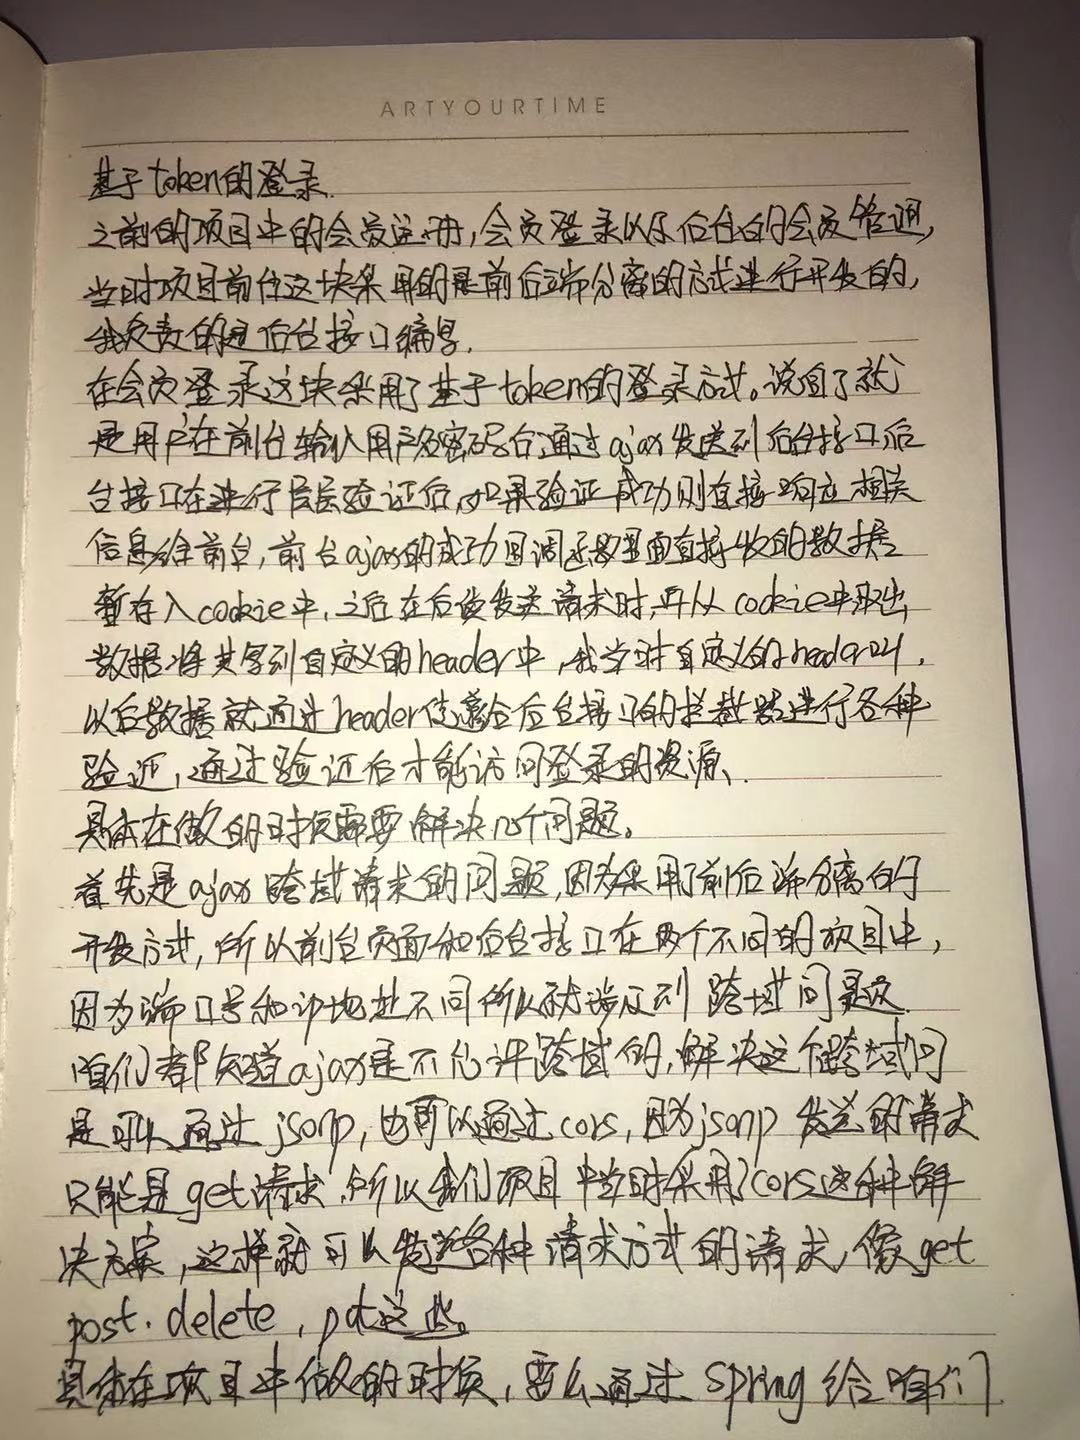 ARTYOURTIME
基于token的登录.
之前的项目中的会员注册,会员登录以及后台的会员管理,
当时项目前台这块采用的是前后端分离的方式进行开发的,
我负责的是后台接口编写.
在会员登录这块采用了基于token的登录方式。说白了就
是用户在前台输入用户名密码后通过ajax发送到后台接口后
台接口在进行层层验证后如果验证成功则直接响应相关
信息给前台,前台ajax的成功回调函数里面直接收的数据
暂存入cookie中,之后在后续发送请求时,再从cookie中取出
数据将其写到自定义的header中,我当时自定义的header叫.
以后数据就通过header传递给后台接口的拦截器进行各种
验证,通过验证后才能访问登录的资源、
具体在做的时候需要解决几个问题。
首先是ajax跨域请求的问题,因为采用了前后端分离的
开发方式,所以前台页面和后台接口在两个不同的项目中,
因为端口号和ip地址不同所以就涉及到跨域问题
咱们都知道ajax是不允许跨域的,解决这个跨域问
是可以通过jsonp,也可以通过cors,因为jsonp发送的请求
只能是get请求.所以我们项目中当时采用了cors这种解
决方案,这样就可以发送各种请求方式的请求,像get
post.delete,put这些。
具体在项目中做的时候,要么通过spring给咱们